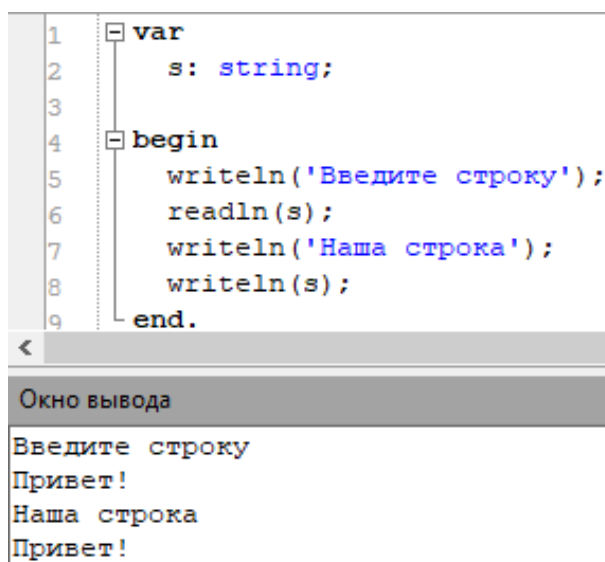 1 var
2 s: string;
3
4 begin
5 writeln('Введите строку');
6 readln(s);
7 writeln('Наша строка');
8 writeln(s);
9 end.
Окно вывода
Введите строку
Привет!
Наша строка
Привет!